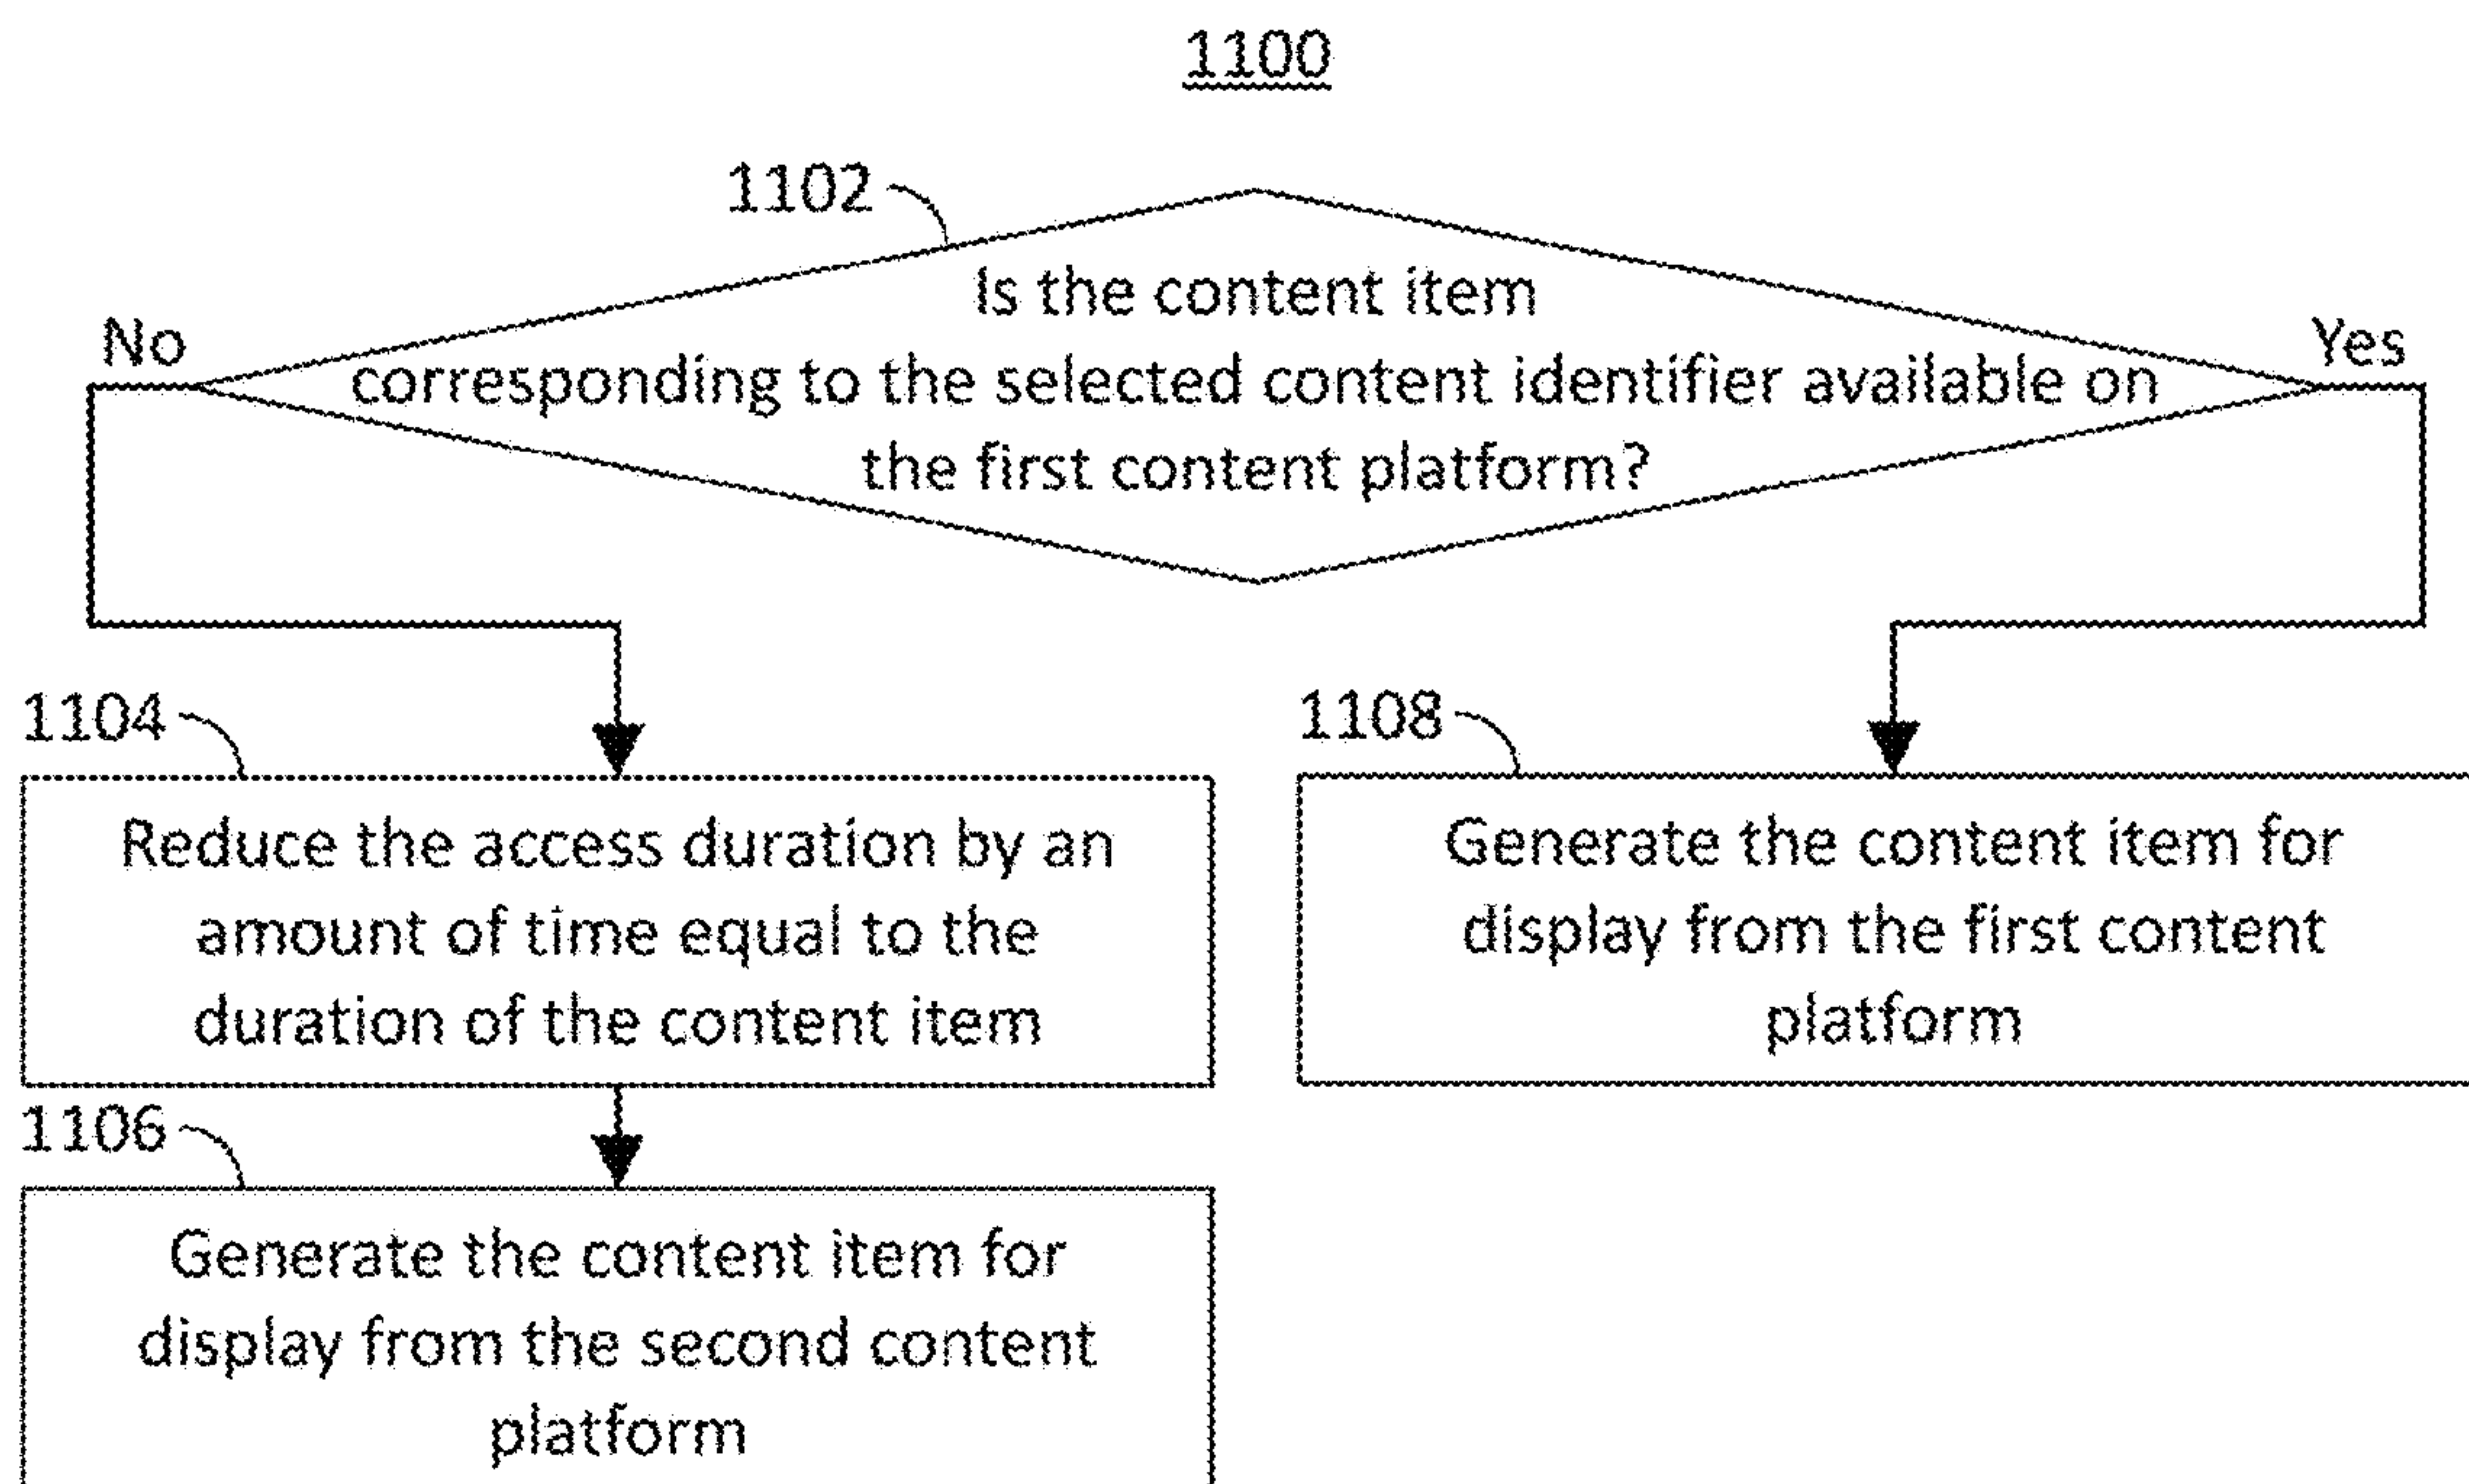 1100
1102
Is the content item
corresponding to the selected content identifier available on
the first content platform?
No
Yes
1104
Reduce the access duration by an
amount of time equal to the
duration of the content item
1108
Generate the content item for
display from the first content
platform
1106
Generate the content item for
display from the second content
platform